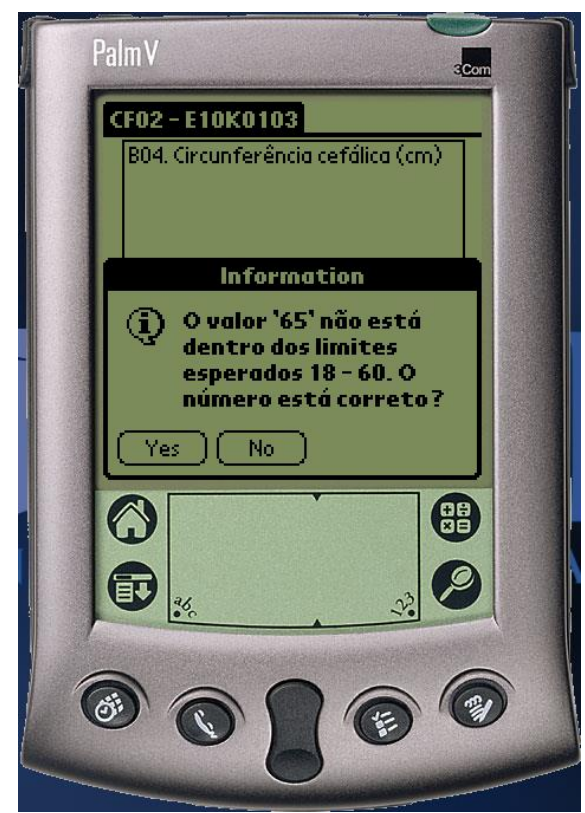 PalmV
3Com
CF02 - E10K0103
B04. Circunferência cefálica (cm)
Information
O valor '65' não está
dentro dos limites
esperados 18 - 60. O
número está correto?
Yes No
abc 123